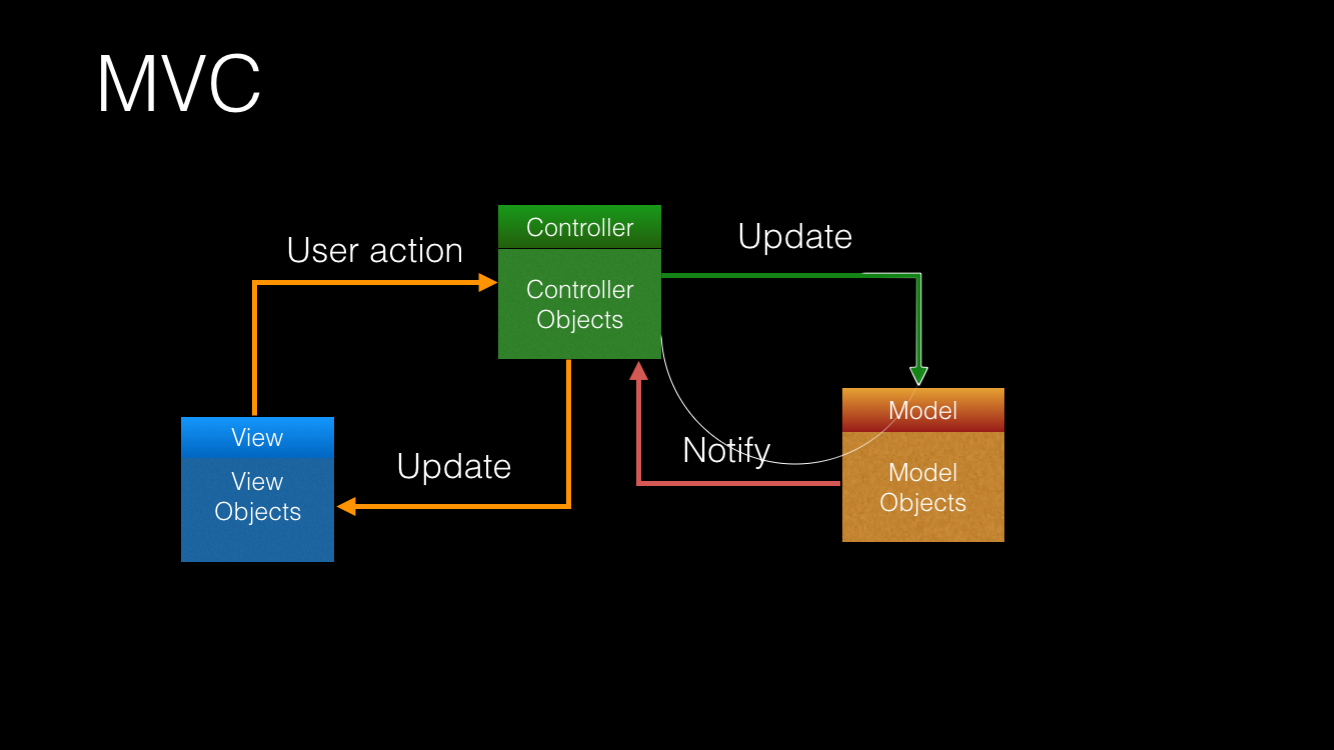 MVC
Controller
User action
Update
Controller
Objects
Model
View
Notify
Update
View
Objects
Model
Objects